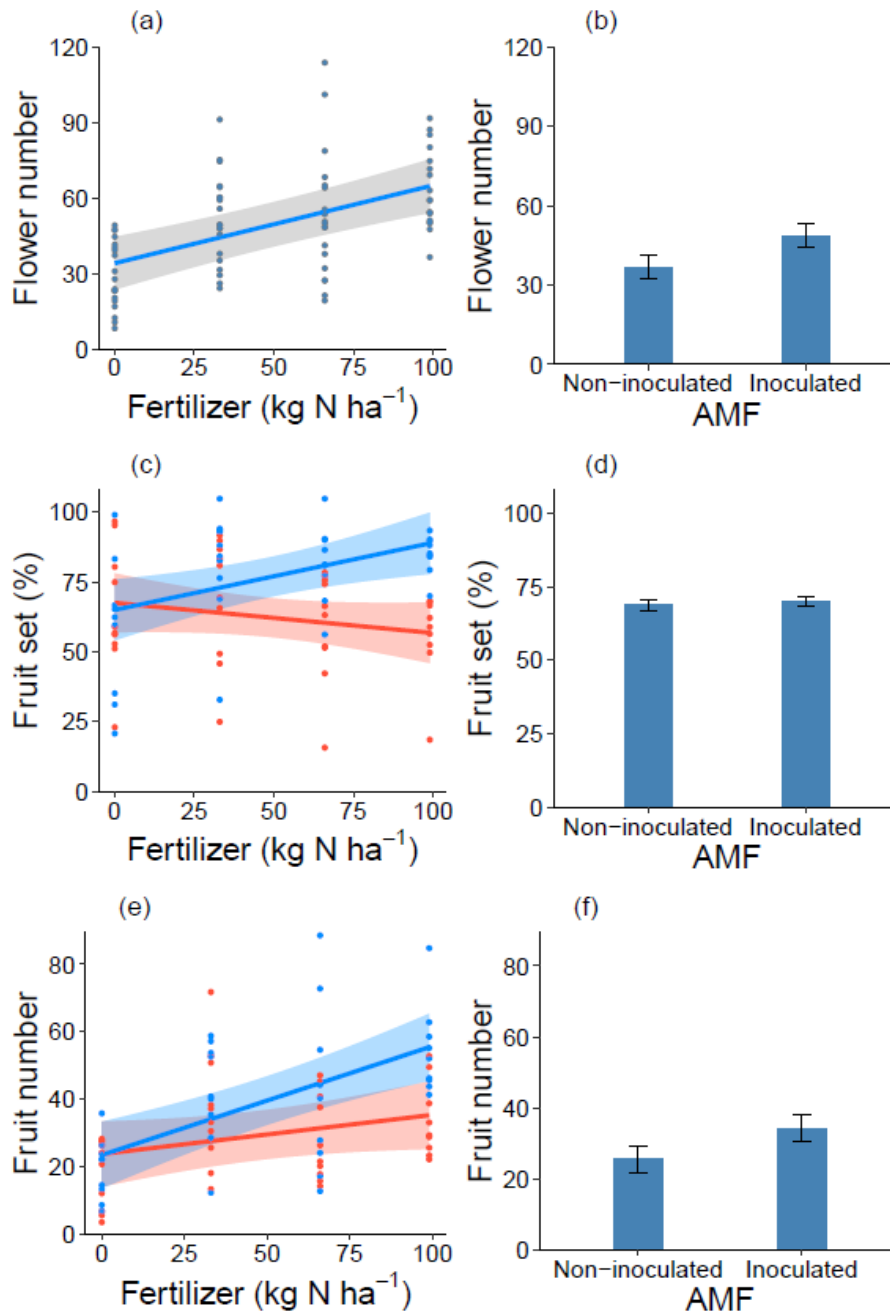 (a)
120
90
60
30
0
Flower number
0 25 50 75 100
Fertilizer (kg N ha⁻¹)
(b)
120
90
60
30
0
Flower number
Non−inoculated Inoculated
AMF
(c)
100
75
50
25
0
Fruit set (%)
0 25 50 75 100
Fertilizer (kg N ha⁻¹)
(d)
100
75
50
25
0
Fruit set (%)
Non−inoculated Inoculated
AMF
(e)
80
60
40
20
0
Fruit number
0 25 50 75 100
Fertilizer (kg N ha⁻¹)
(f)
80
60
40
20
0
Fruit number
Non−inoculated Inoculated
AMF